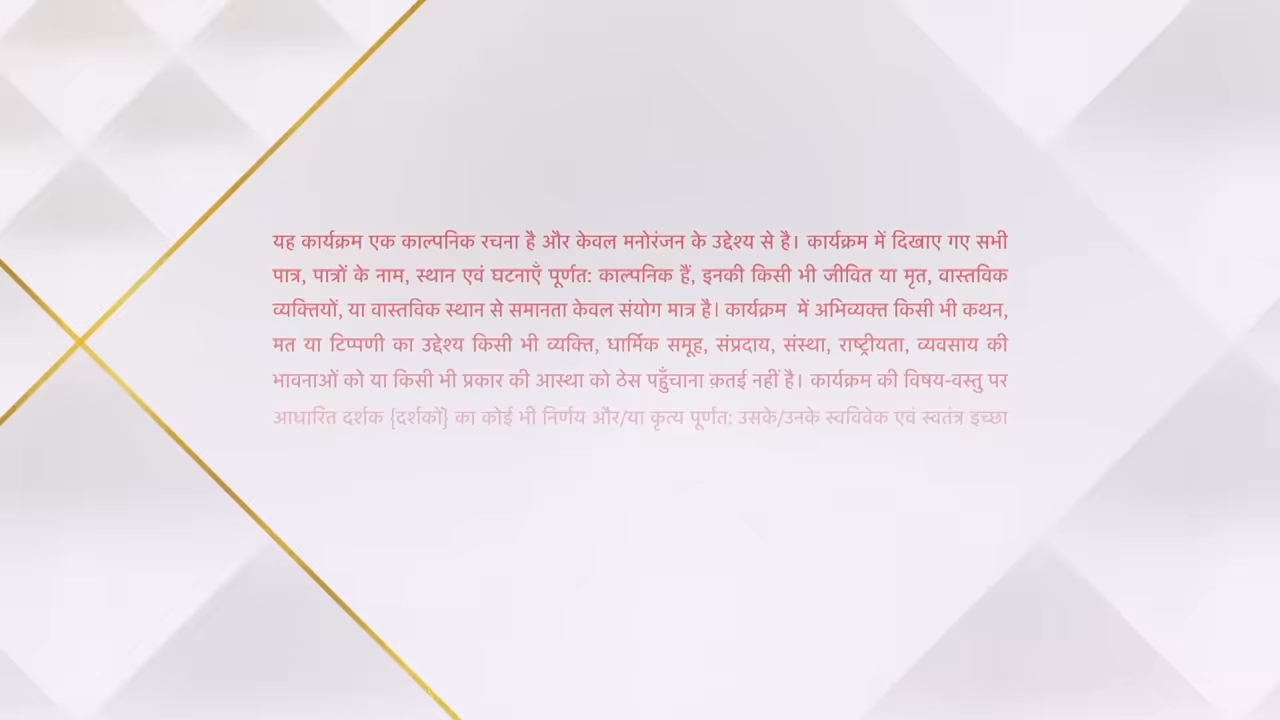 यह कार्यक्रम एक काल्पनिक रचना है और केवल मनोरंजन के उद्देश्य से है। कार्यक्रम में दिखाए गए सभी
पात्र, पात्रों के नाम, स्थान एवं घटनाएँ पूर्णत: काल्पनिक हैं, इनकी किसी भी जीवित या मृत, वास्तविक
व्यक्तियों, या वास्तविक स्थान से समानता केवल संयोग मात्र है। कार्यक्रम में अभिव्यक्त किसी भी कथन,
मत या टिप्पणी का उद्देश्य किसी भी व्यक्ति, धार्मिक समूह, संप्रदाय, संस्था, राष्ट्रीयता, व्यवसाय की
भावनाओं को या किसी भी प्रकार की आस्था को ठेस पहुँचाना क़तई नहीं है। कार्यक्रम की विषय-वस्तु पर
आधारित दर्शक {दर्शकों} का कोई भी निर्णय और/या कृत्य पूर्णत: उसके/उनके स्वविवेक एवं स्वतंत्र इच्छा